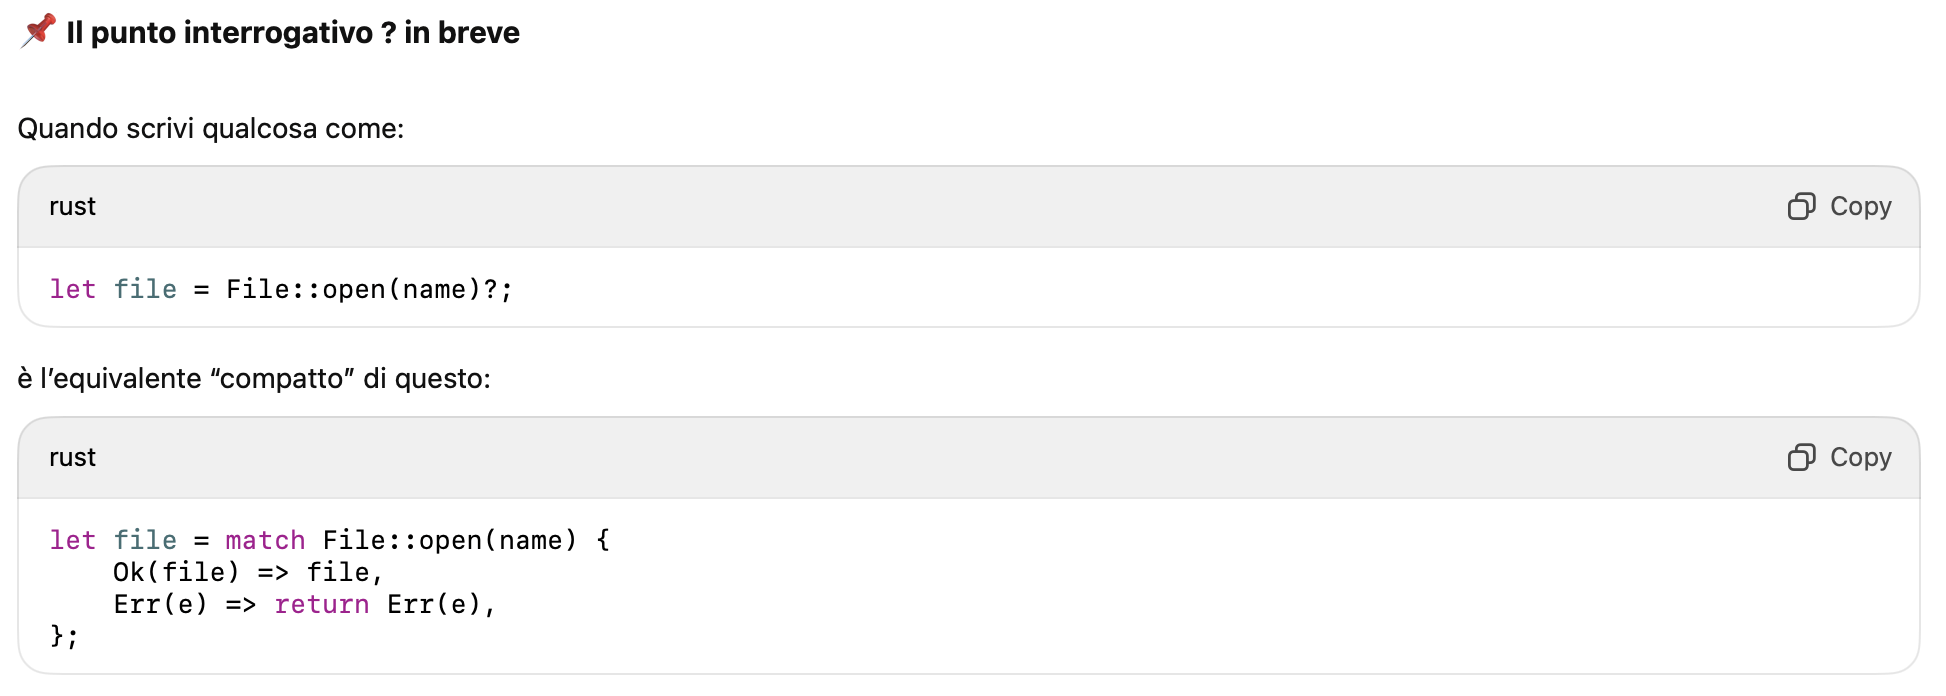 📌 Il punto interrogativo ? in breve
Quando scrivi qualcosa come:
rust
Copy
let file = File::open(name)?;
è l’equivalente “compatto” di questo:
rust
Copy
let file = match File::open(name) {
    Ok(file) => file,
    Err(e) => return Err(e),
};